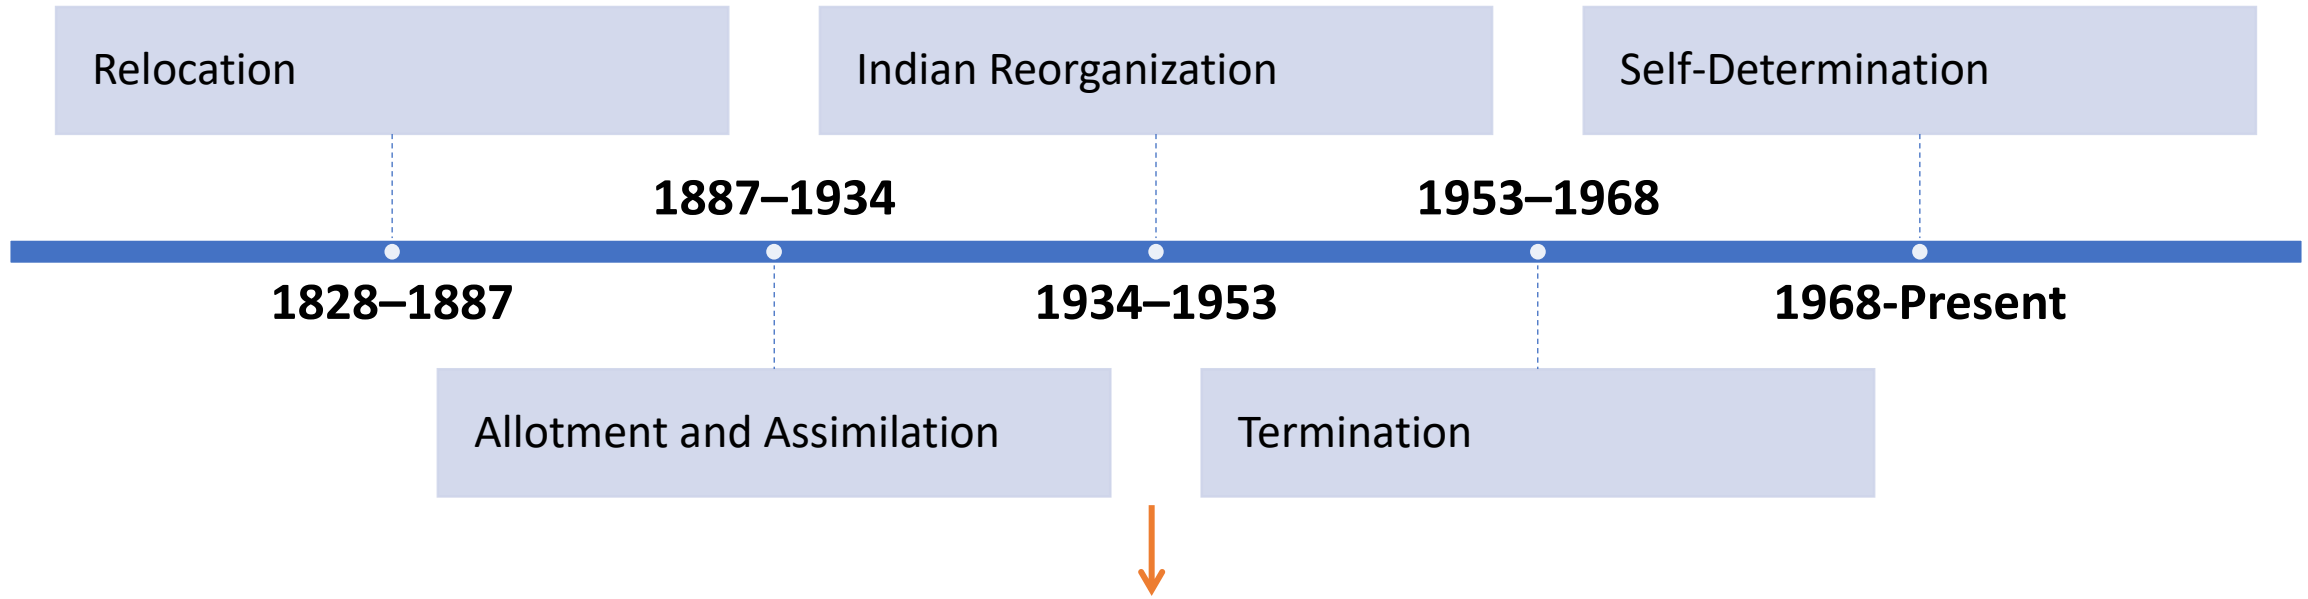 Relocation
Indian Reorganization
Self-Determination
1887–1934
1953–1968
1828–1887
1934–1953
1968-Present
Allotment and Assimilation
Termination